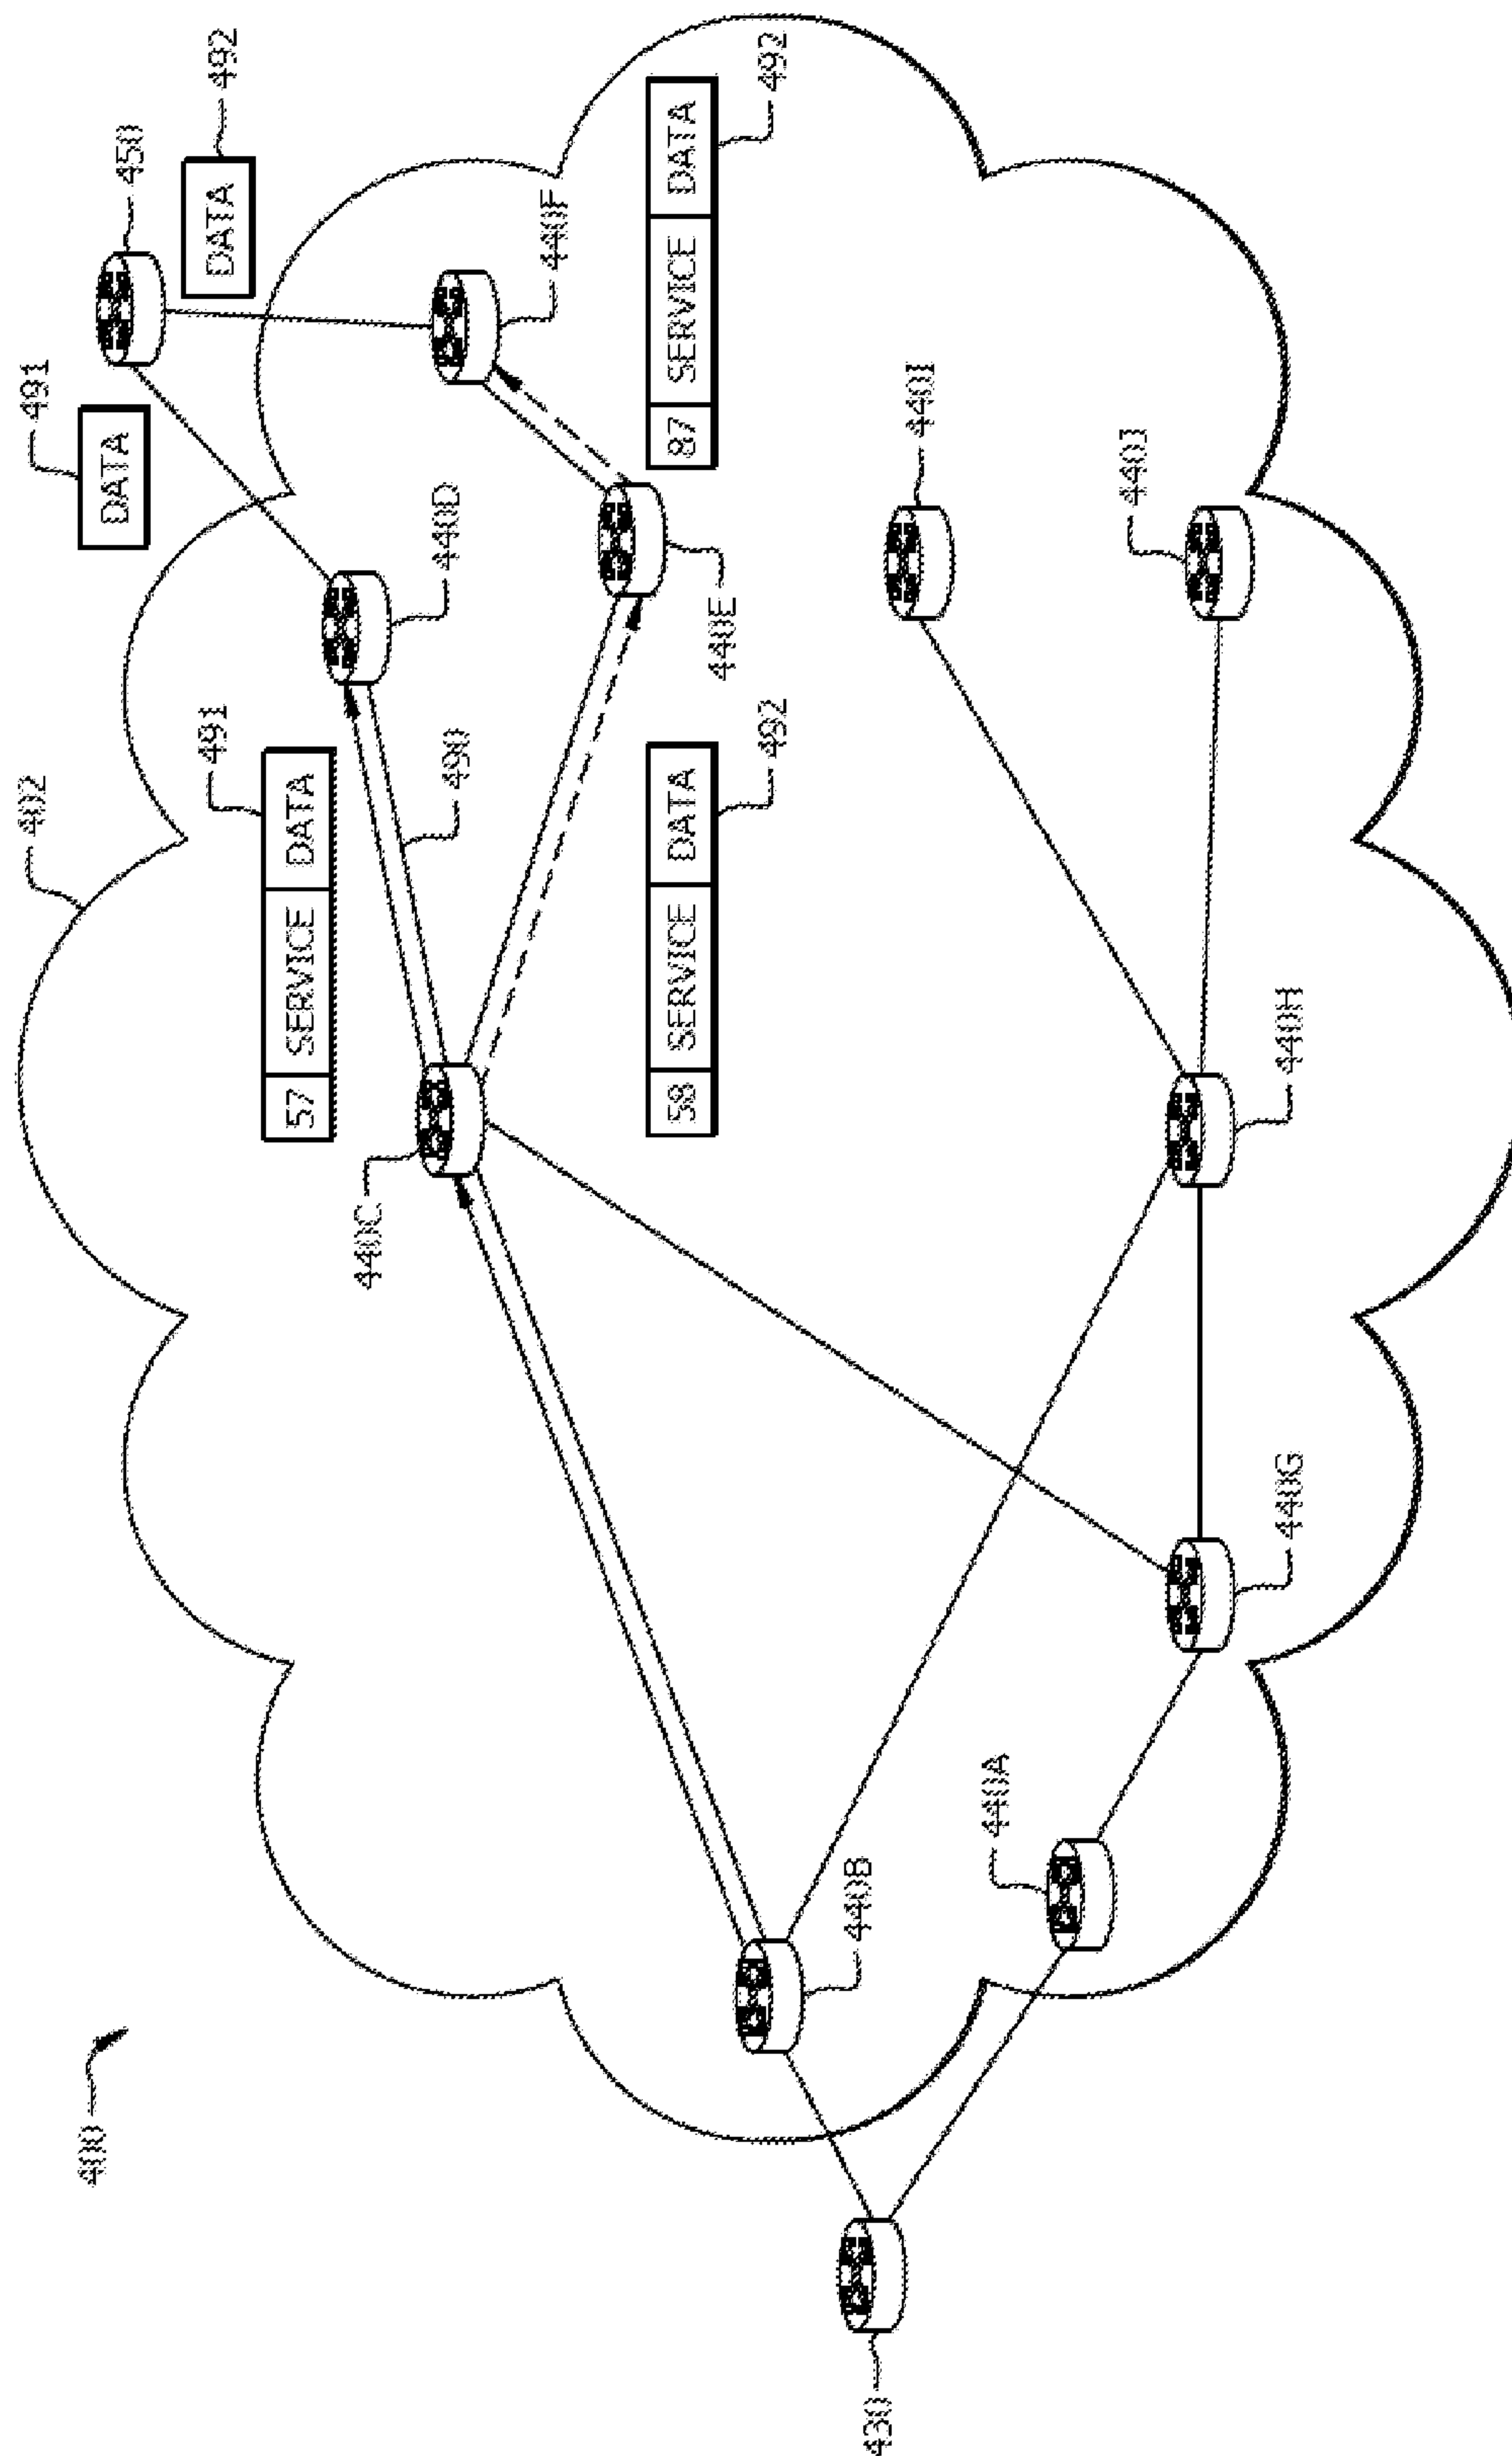 402
491
400
DATA
450
491
492
DATA
57 SERVICE DATA
440C
440D
490
440F
58 SERVICE DATA
87 SERVICE DATA
440E
492
492
440B
430
440I
440A
440J
440G
440H